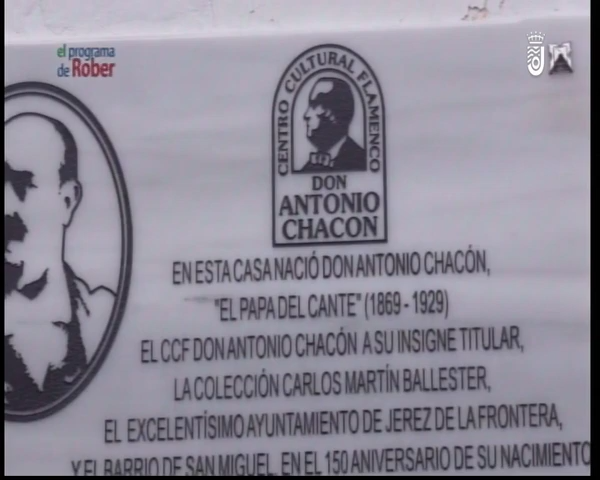 el programa
de Rober
CENTRO CULTURAL FLAMENCO
DON
ANTONIO
CHACON
EN ESTA CASA NACIÓ DON ANTONIO CHACÓN,
"EL PAPA DEL CANTE" (1869 - 1929)
EL CCF DON ANTONIO CHACÓN A SU INSIGNE TITULAR,
LA COLECCIÓN CARLOS MARTÍN BALLESTER,
EL EXCELENTÍSIMO AYUNTAMIENTO DE JEREZ DE LA FRONTERA,
Y EL BARRIO DE SAN MIGUEL, EN EL 150 ANIVERSARIO DE SU NACIMIENTO